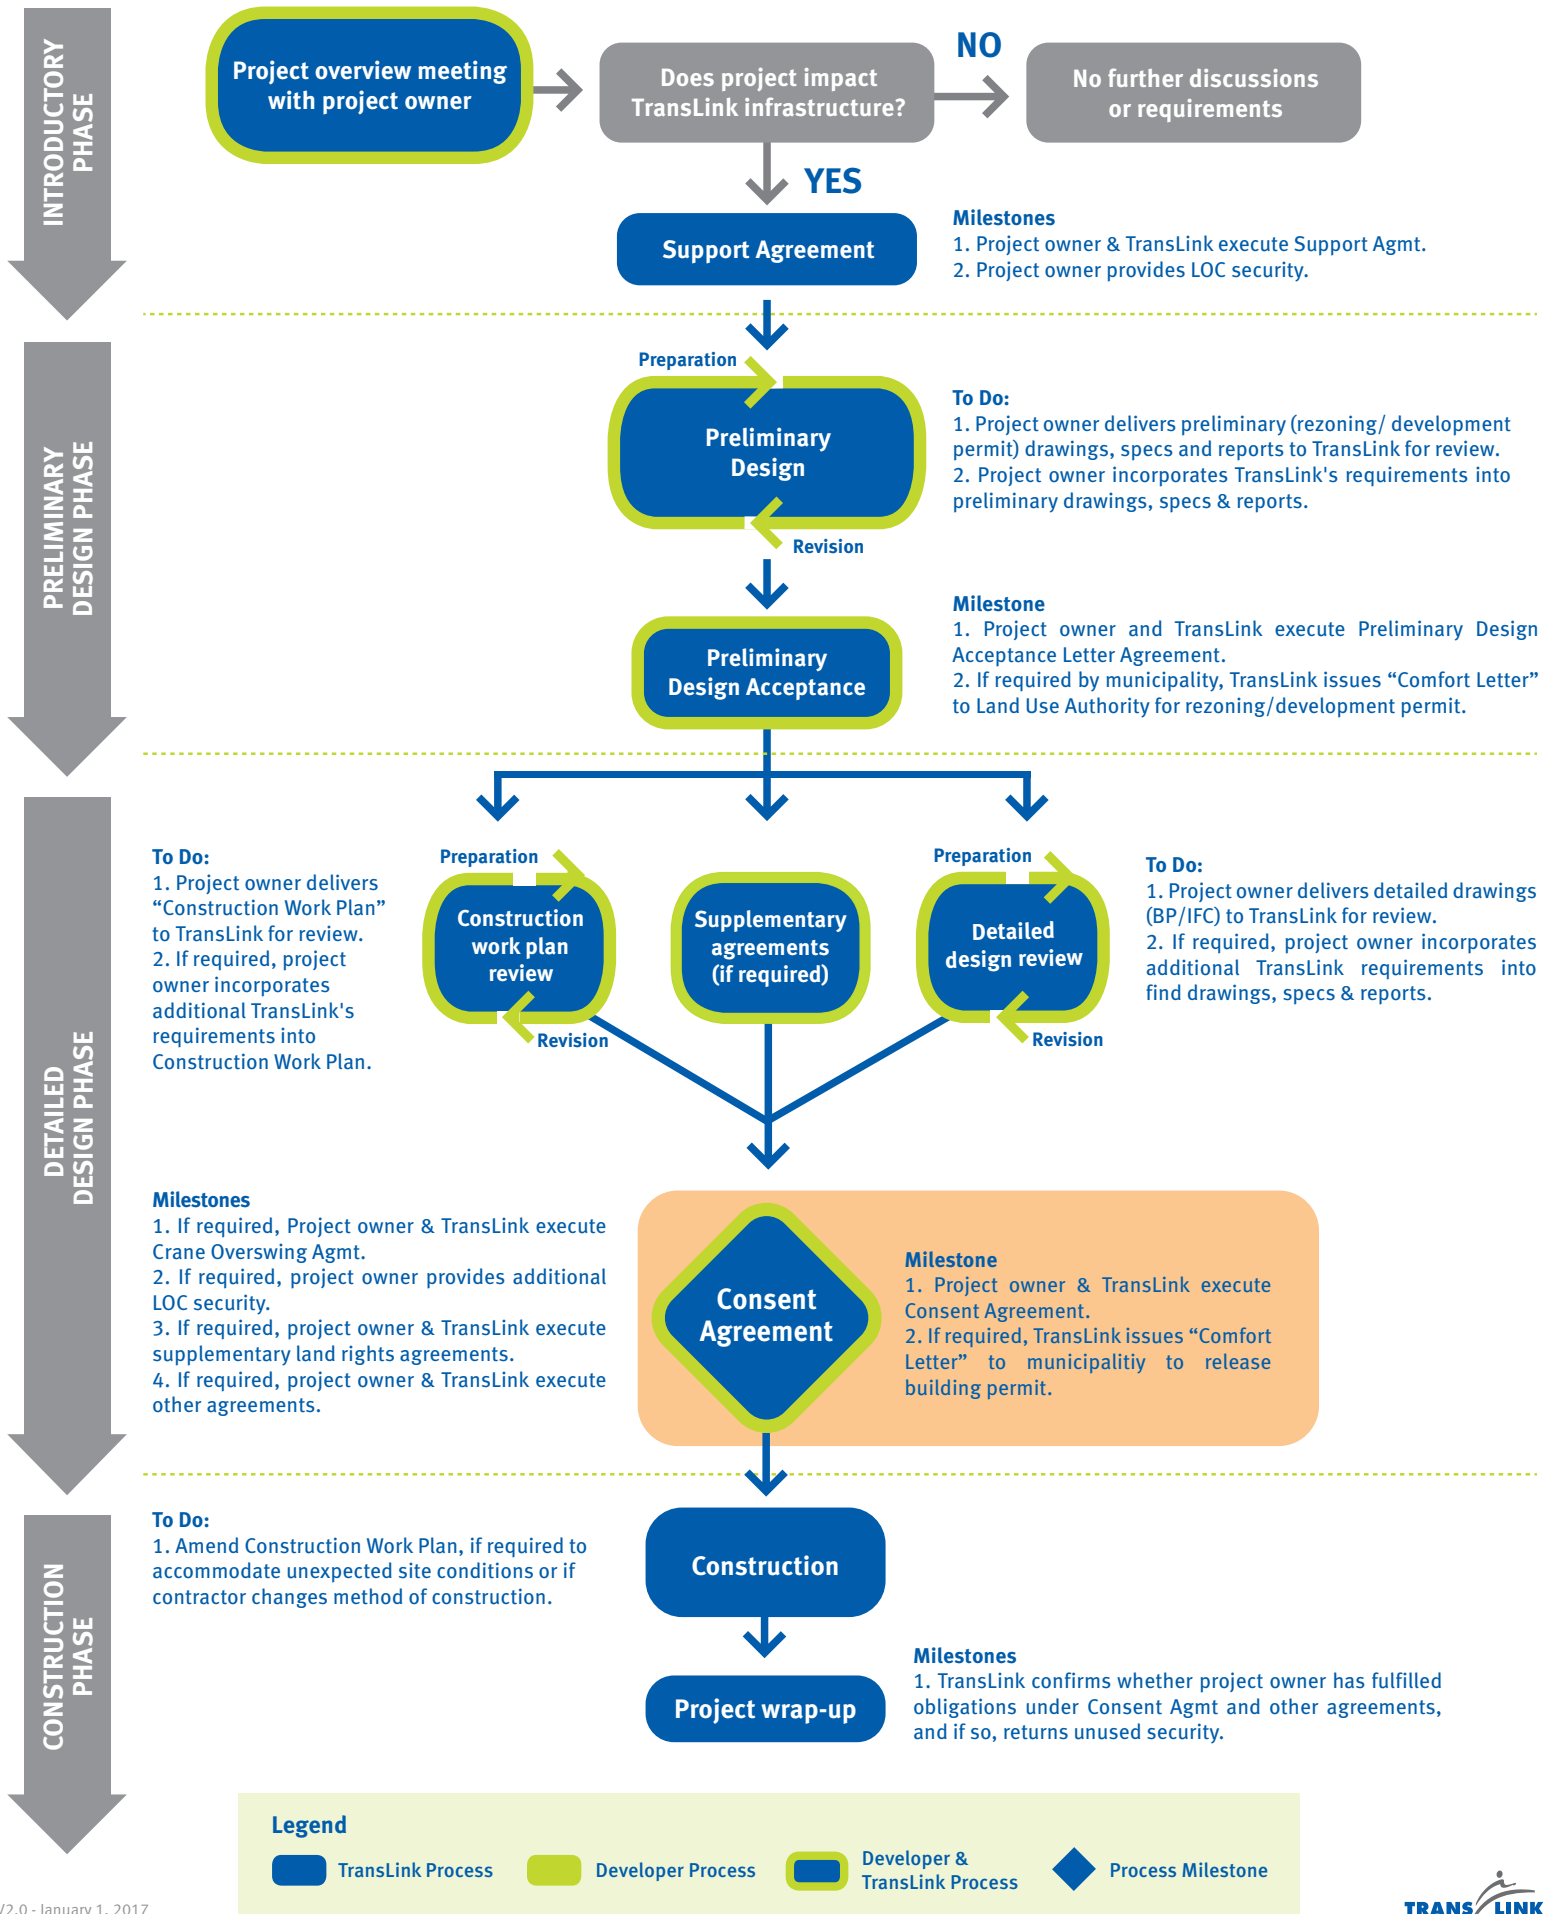 INTRODUCTORY
PHASE
Project overview meeting
with project owner
Does project impact
TransLink infrastructure?
NO
No further discussions
or requirements
YES
Support Agreement
Milestones
1. Project owner & TransLink execute Support Agmt.
2. Project owner provides LOC security.
PRELIMINARY
DESIGN PHASE
Preparation
Preliminary
Design
Revision
To Do:
1. Project owner delivers preliminary (rezoning/ development
permit) drawings, specs and reports to TransLink for review.
2. Project owner incorporates TransLink's requirements into
preliminary drawings, specs & reports.
Preliminary
Design Acceptance
Milestone
1. Project owner and TransLink execute Preliminary Design
Acceptance Letter Agreement.
2. If required by municipality, TransLink issues “Comfort Letter”
to Land Use Authority for rezoning/development permit.
DETAILED
DESIGN PHASE
To Do:
1. Project owner delivers
“Construction Work Plan”
to TransLink for review.
2. If required, project
owner incorporates
additional TransLink's
requirements into
Construction Work Plan.
Preparation
Construction
work plan
review
Revision
Supplementary
agreements
(if required)
Preparation
Detailed
design review
Revision
To Do:
1. Project owner delivers detailed drawings
(BP/IFC) to TransLink for review.
2. If required, project owner incorporates
additional TransLink requirements into
find drawings, specs & reports.
Milestones
1. If required, Project owner & TransLink execute
Crane Overswing Agmt.
2. If required, project owner provides additional
LOC security.
3. If required, project owner & TransLink execute
supplementary land rights agreements.
4. If required, project owner & TransLink execute
other agreements.
Consent
Agreement
Milestone
1. Project owner & TransLink execute
Consent Agreement.
2. If required, TransLink issues “Comfort
Letter” to municipalitiy to release
building permit.
CONSTRUCTION
PHASE
To Do:
1. Amend Construction Work Plan, if required to
accommodate unexpected site conditions or if
contractor changes method of construction.
Construction
Project wrap-up
Milestones
1. TransLink confirms whether project owner has fulfilled
obligations under Consent Agmt and other agreements,
and if so, returns unused security.
Legend
TransLink Process
Developer Process
Developer &
TransLink Process
Process Milestone
V2.0 - January 1, 2017
TRANS LINK